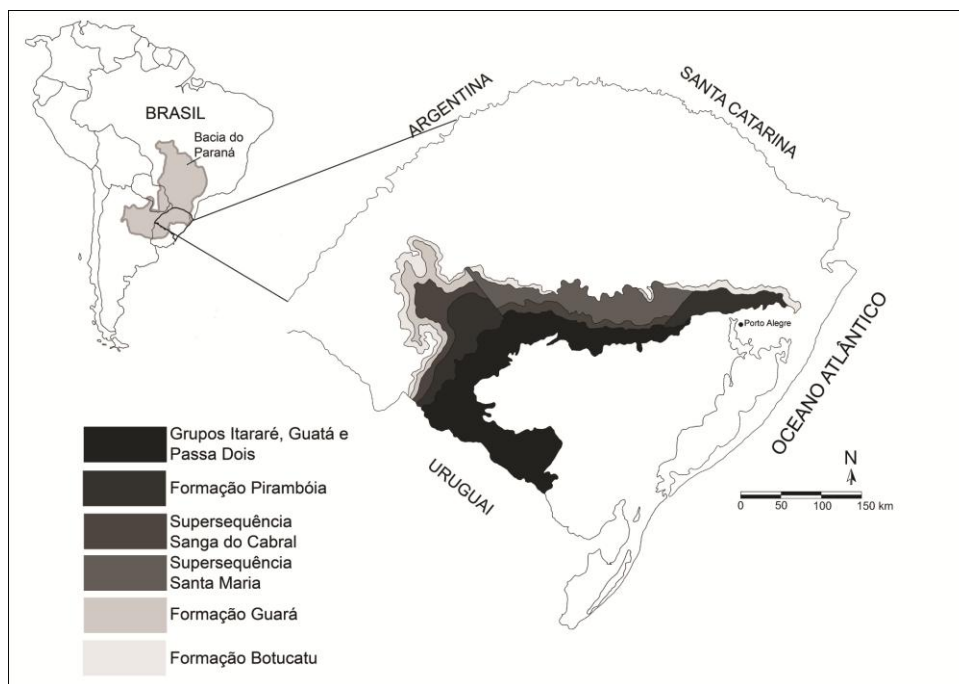 BRASIL
Bacia do
Paraná
ARGENTINA
SANTA CATARINA
Porto Alegre
OCEANO ATLÂNTICO
URUGUAI
N
0 50 100 150 km
Grupos Itararé, Guatá e
Passa Dois
Formação Pirambóia
Supersequência
Sanga do Cabral
Supersequência
Santa Maria
Formação Guará
Formação Botucatu